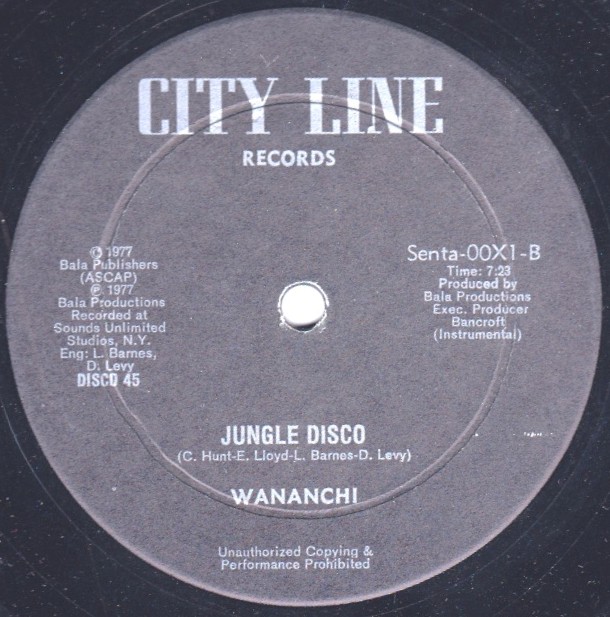 CITY LINE
RECORDS
© 1977
Bala Publishers
(ASCAP)
℗ 1977
Bala Productions
Recorded at
Sounds Unlimited
Studios, N.Y.
Eng: L. Barnes,
D. Levy
DISCO 45
Senta-00X1-B
Time: 7:23
Produced by
Bala Productions
Exec. Producer
Bancroft
(Instrumental)
JUNGLE DISCO
(C. Hunt-E. Lloyd-L. Barnes-D. Levy)
WANANCHI
Unauthorized Copying &
Performance Prohibited